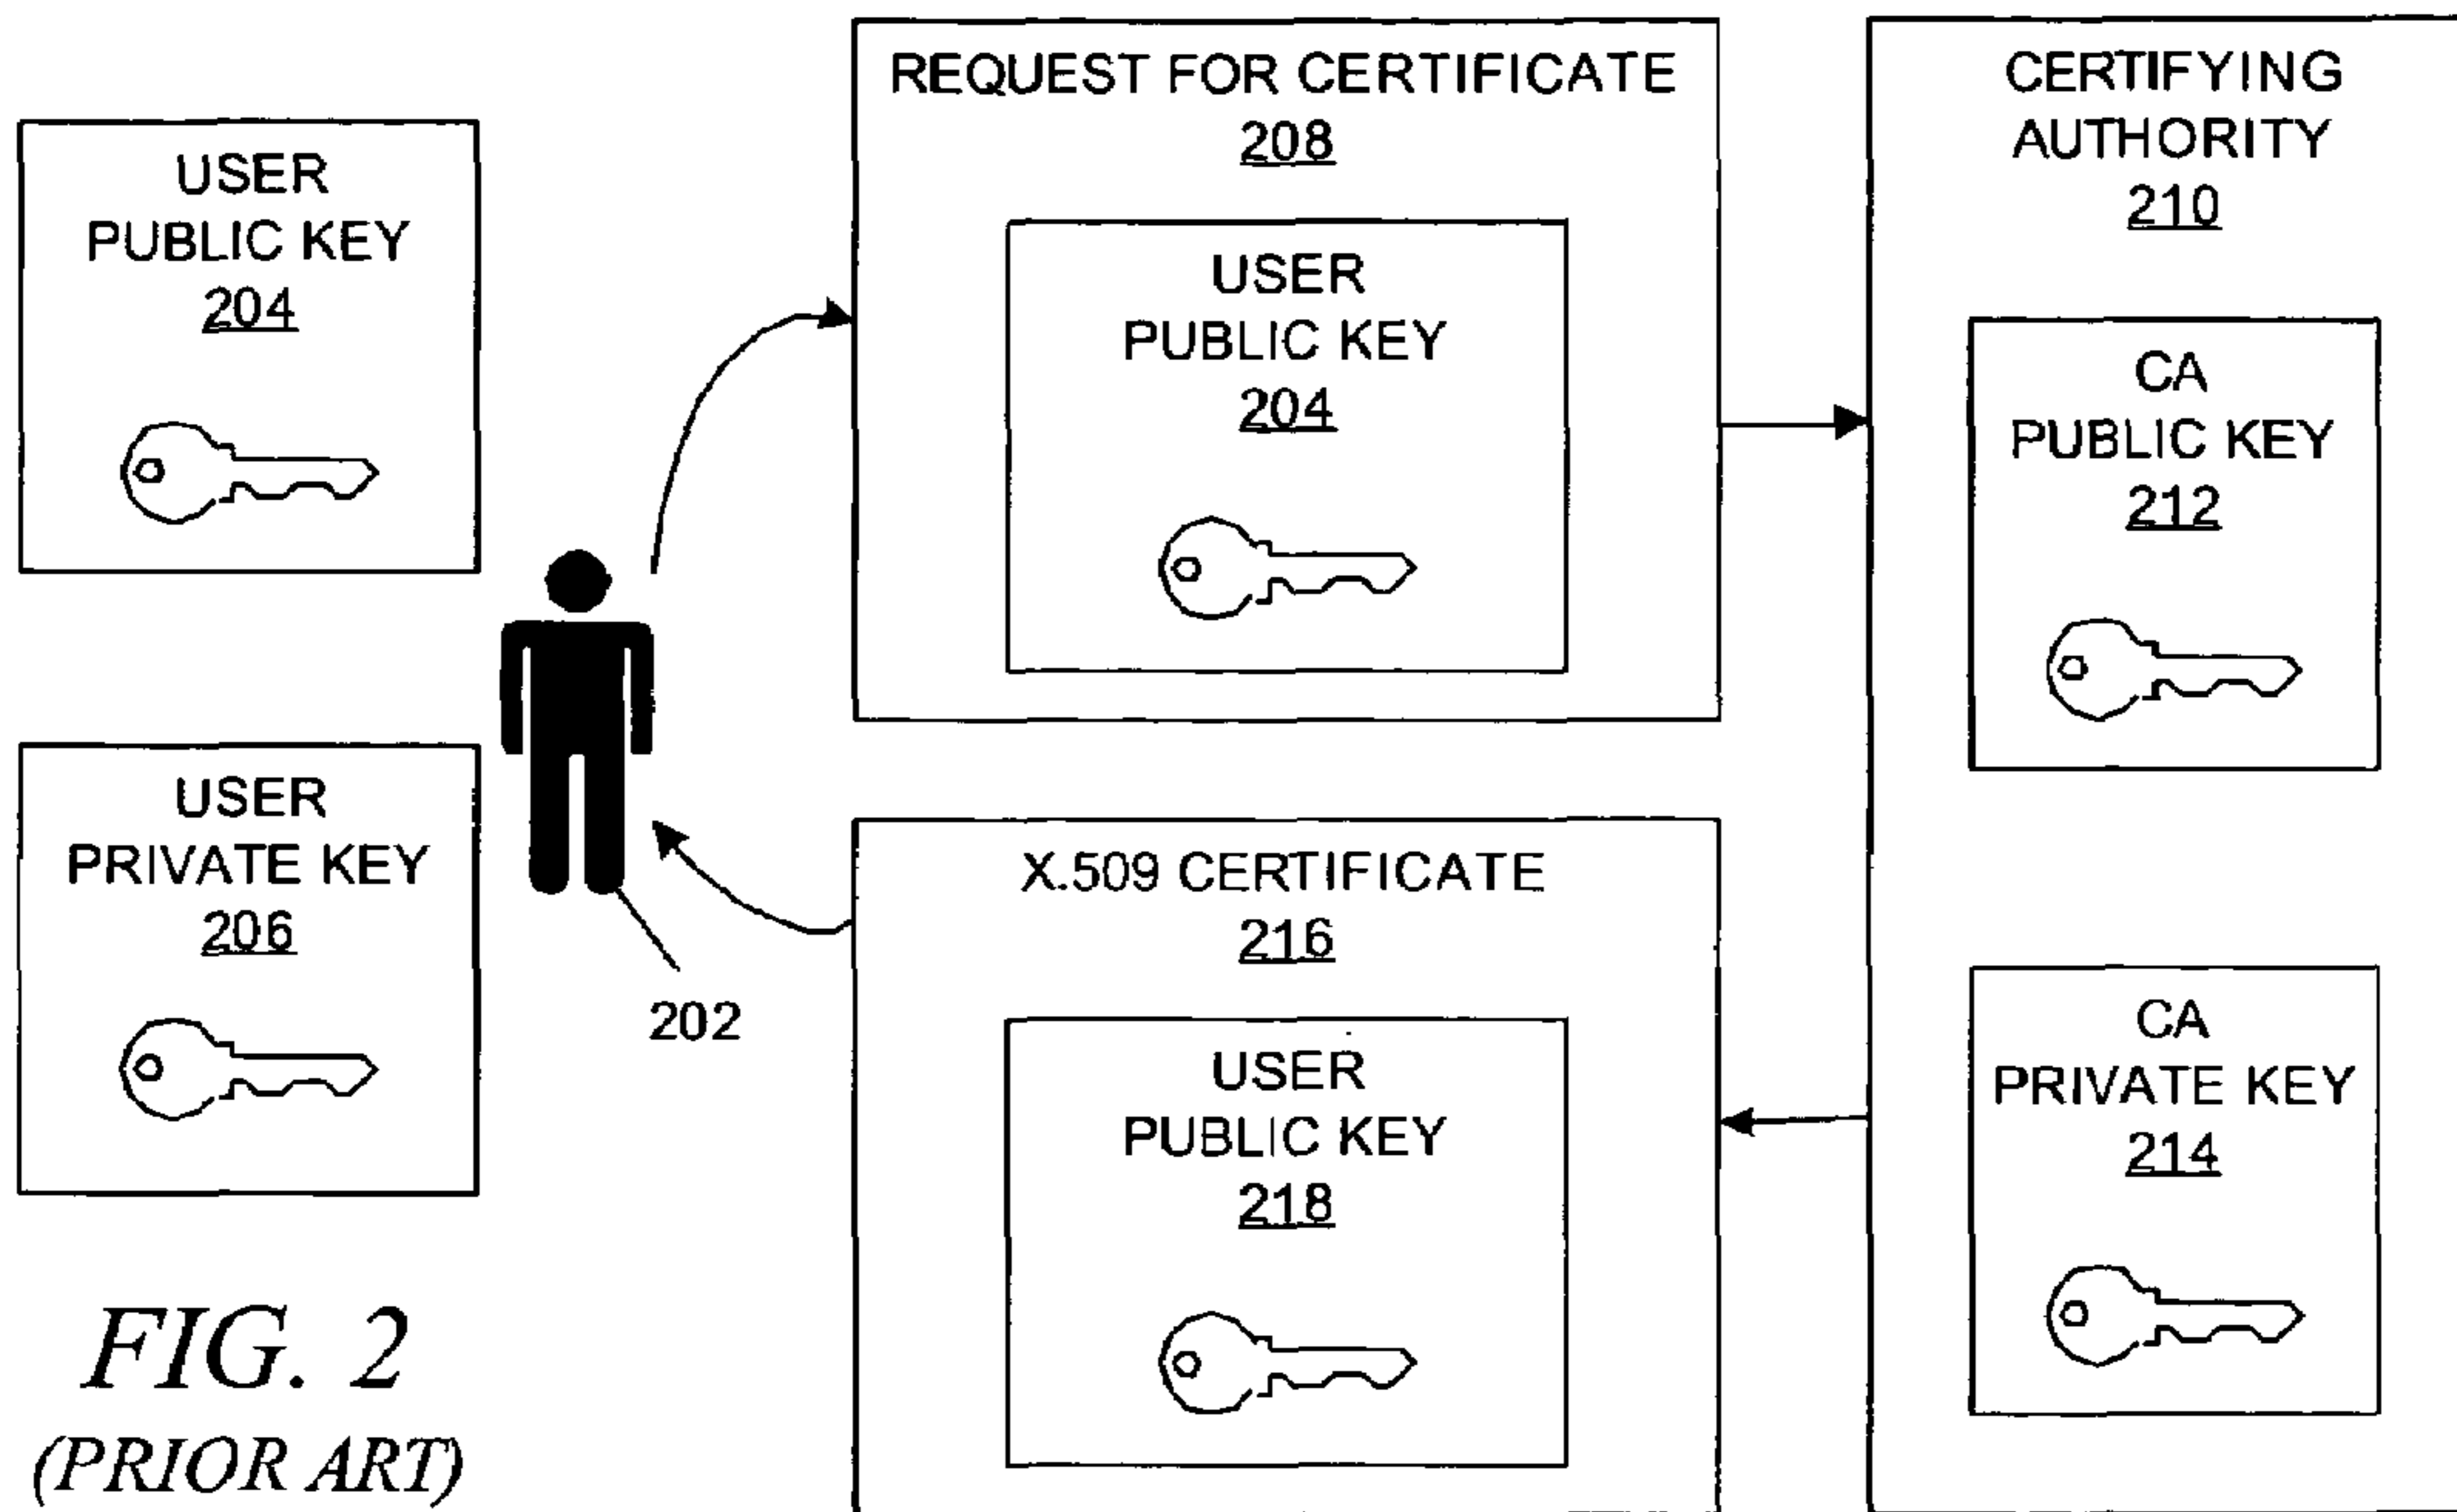 USER
PUBLIC KEY
204
USER
PRIVATE KEY
206
202
REQUEST FOR CERTIFICATE
208
USER
PUBLIC KEY
204
X.509 CERTIFICATE
216
USER
PUBLIC KEY
218
CERTIFYING
AUTHORITY
210
CA
PUBLIC KEY
212
CA
PRIVATE KEY
214
FIG. 2
(PRIOR ART)